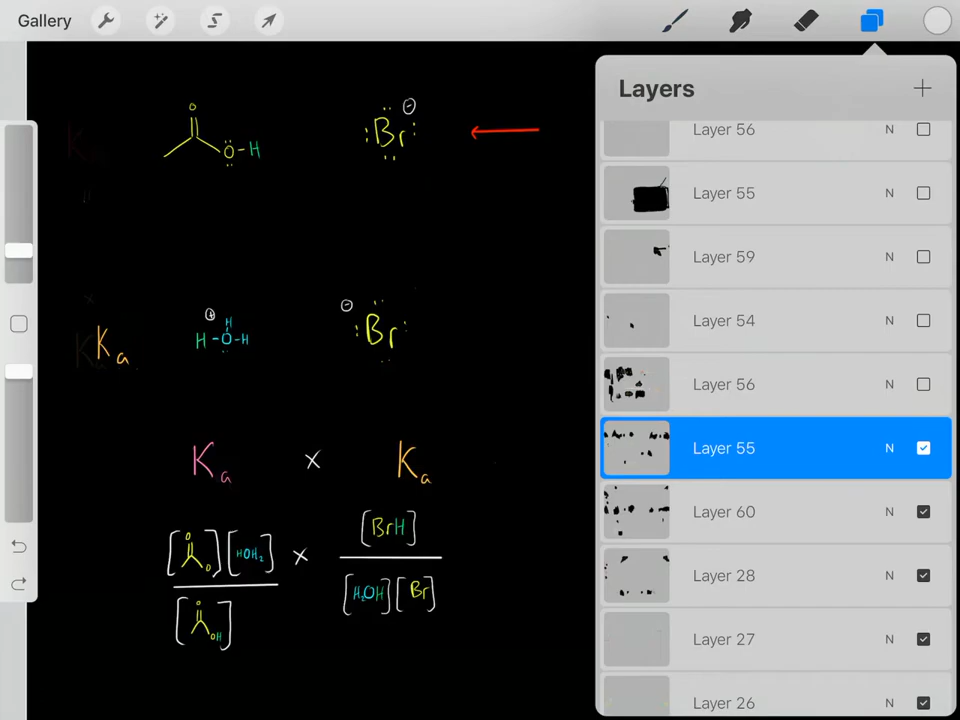 Gallery
Layers
Layer 56 N
Layer 55 N
Layer 59 N
Layer 54 N
Layer 56 N
Layer 55 N
Layer 60 N
Layer 28 N
Layer 27 N
Layer 26 N
O
O-H
Br
H-O-H
H
Br
Ka
Ka x Ka
[O O][HOH2] x [BrH]
[O OH] [H2OH][Br]